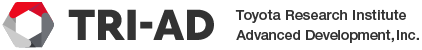 TRI-AD
Toyota Research Institute
Advanced Development, Inc.